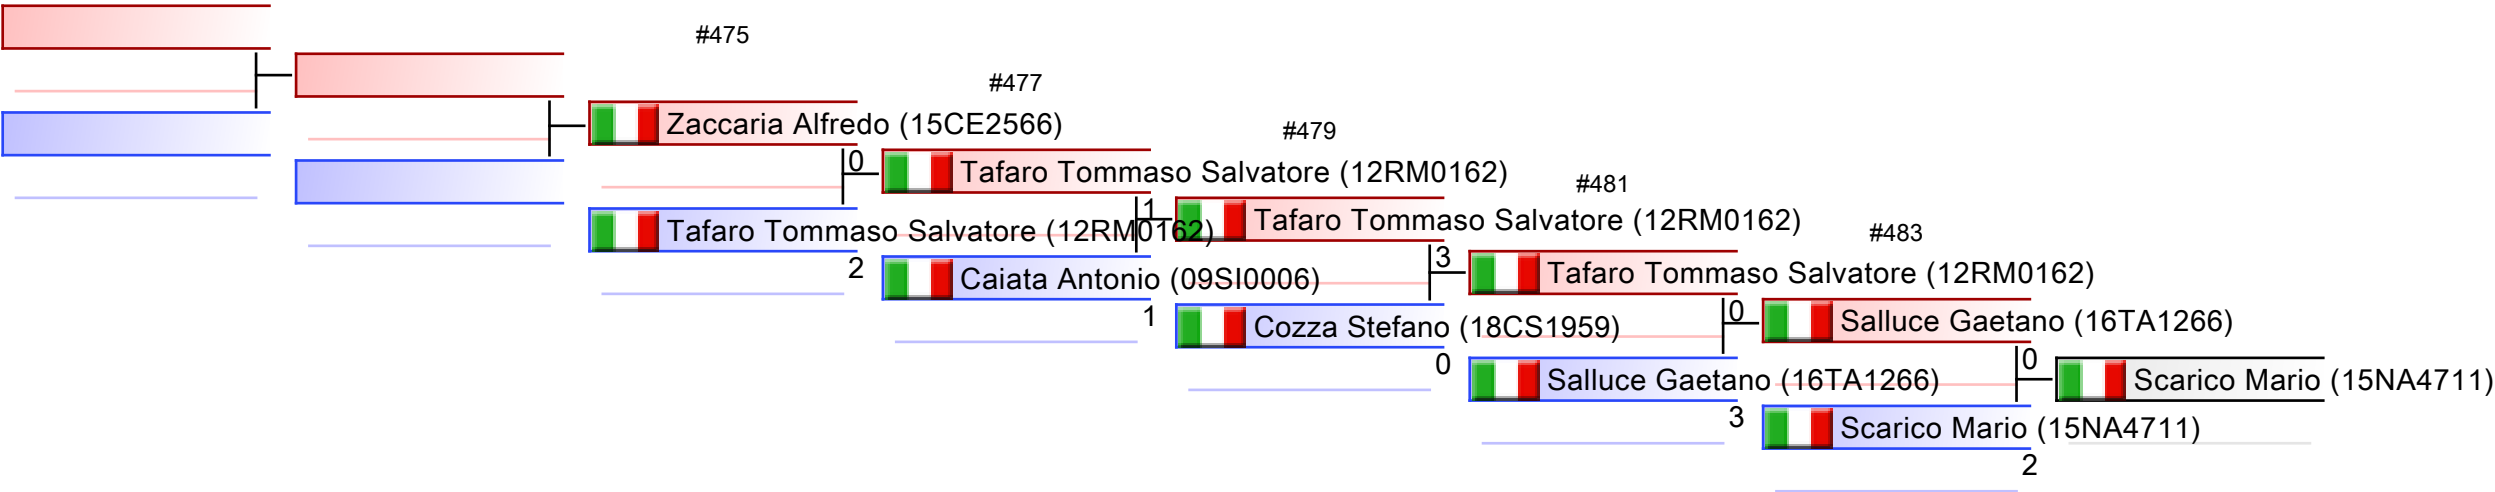 #475
#477
Zaccaria Alfredo (15CE2566)
#479
0
Tafaro Tommaso Salvatore (12RM0162)
#481
1
Tafaro Tommaso Salvatore (12RM0162)
Tafaro Tommaso Salvatore (12RM0162)
#483
2
Caiata Antonio (09SI0006)
3
Tafaro Tommaso Salvatore (12RM0162)
1
Cozza Stefano (18CS1959)
0
Salluce Gaetano (16TA1266)
0
Salluce Gaetano (16TA1266)
0
Scarico Mario (15NA4711)
3
Scarico Mario (15NA4711)
2